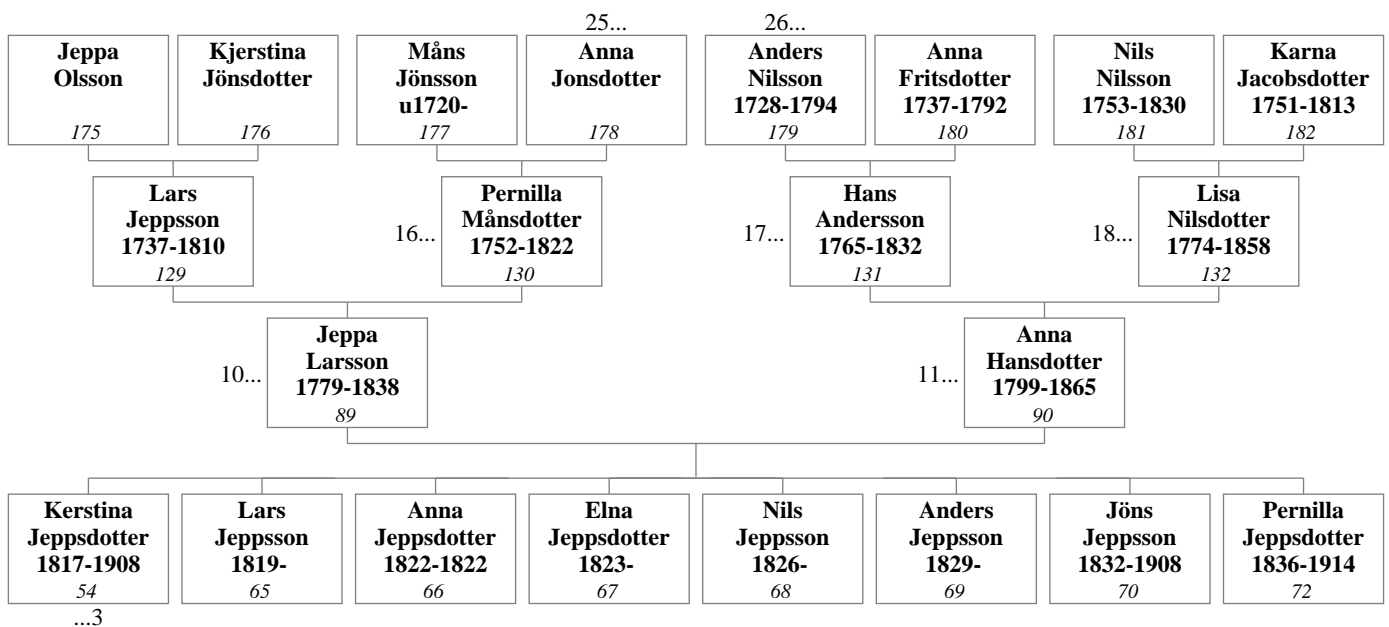 25...
26...
Jeppa
Olsson
175
Kjerstina
Jönsdotter
176
Måns
Jönsson
u1720-
177
Anna
Jonsdotter
178
Anders
Nilsson
1728-1794
179
Anna
Fritsdotter
1737-1792
180
Nils
Nilsson
1753-1830
181
Karna
Jacobsdotter
1751-1813
182
Lars
Jeppsson
1737-1810
129
16...
Pernilla
Månsdotter
1752-1822
130
17...
Hans
Andersson
1765-1832
131
18...
Lisa
Nilsdotter
1774-1858
132
10...
Jeppa
Larsson
1779-1838
89
11...
Anna
Hansdotter
1799-1865
90
Kerstina
Jeppsdotter
1817-1908
54
...3
Lars
Jeppsson
1819-
65
Anna
Jeppsdotter
1822-1822
66
Elna
Jeppsdotter
1823-
67
Nils
Jeppsson
1826-
68
Anders
Jeppsson
1829-
69
Jöns
Jeppsson
1832-1908
70
Pernilla
Jeppsdotter
1836-1914
72